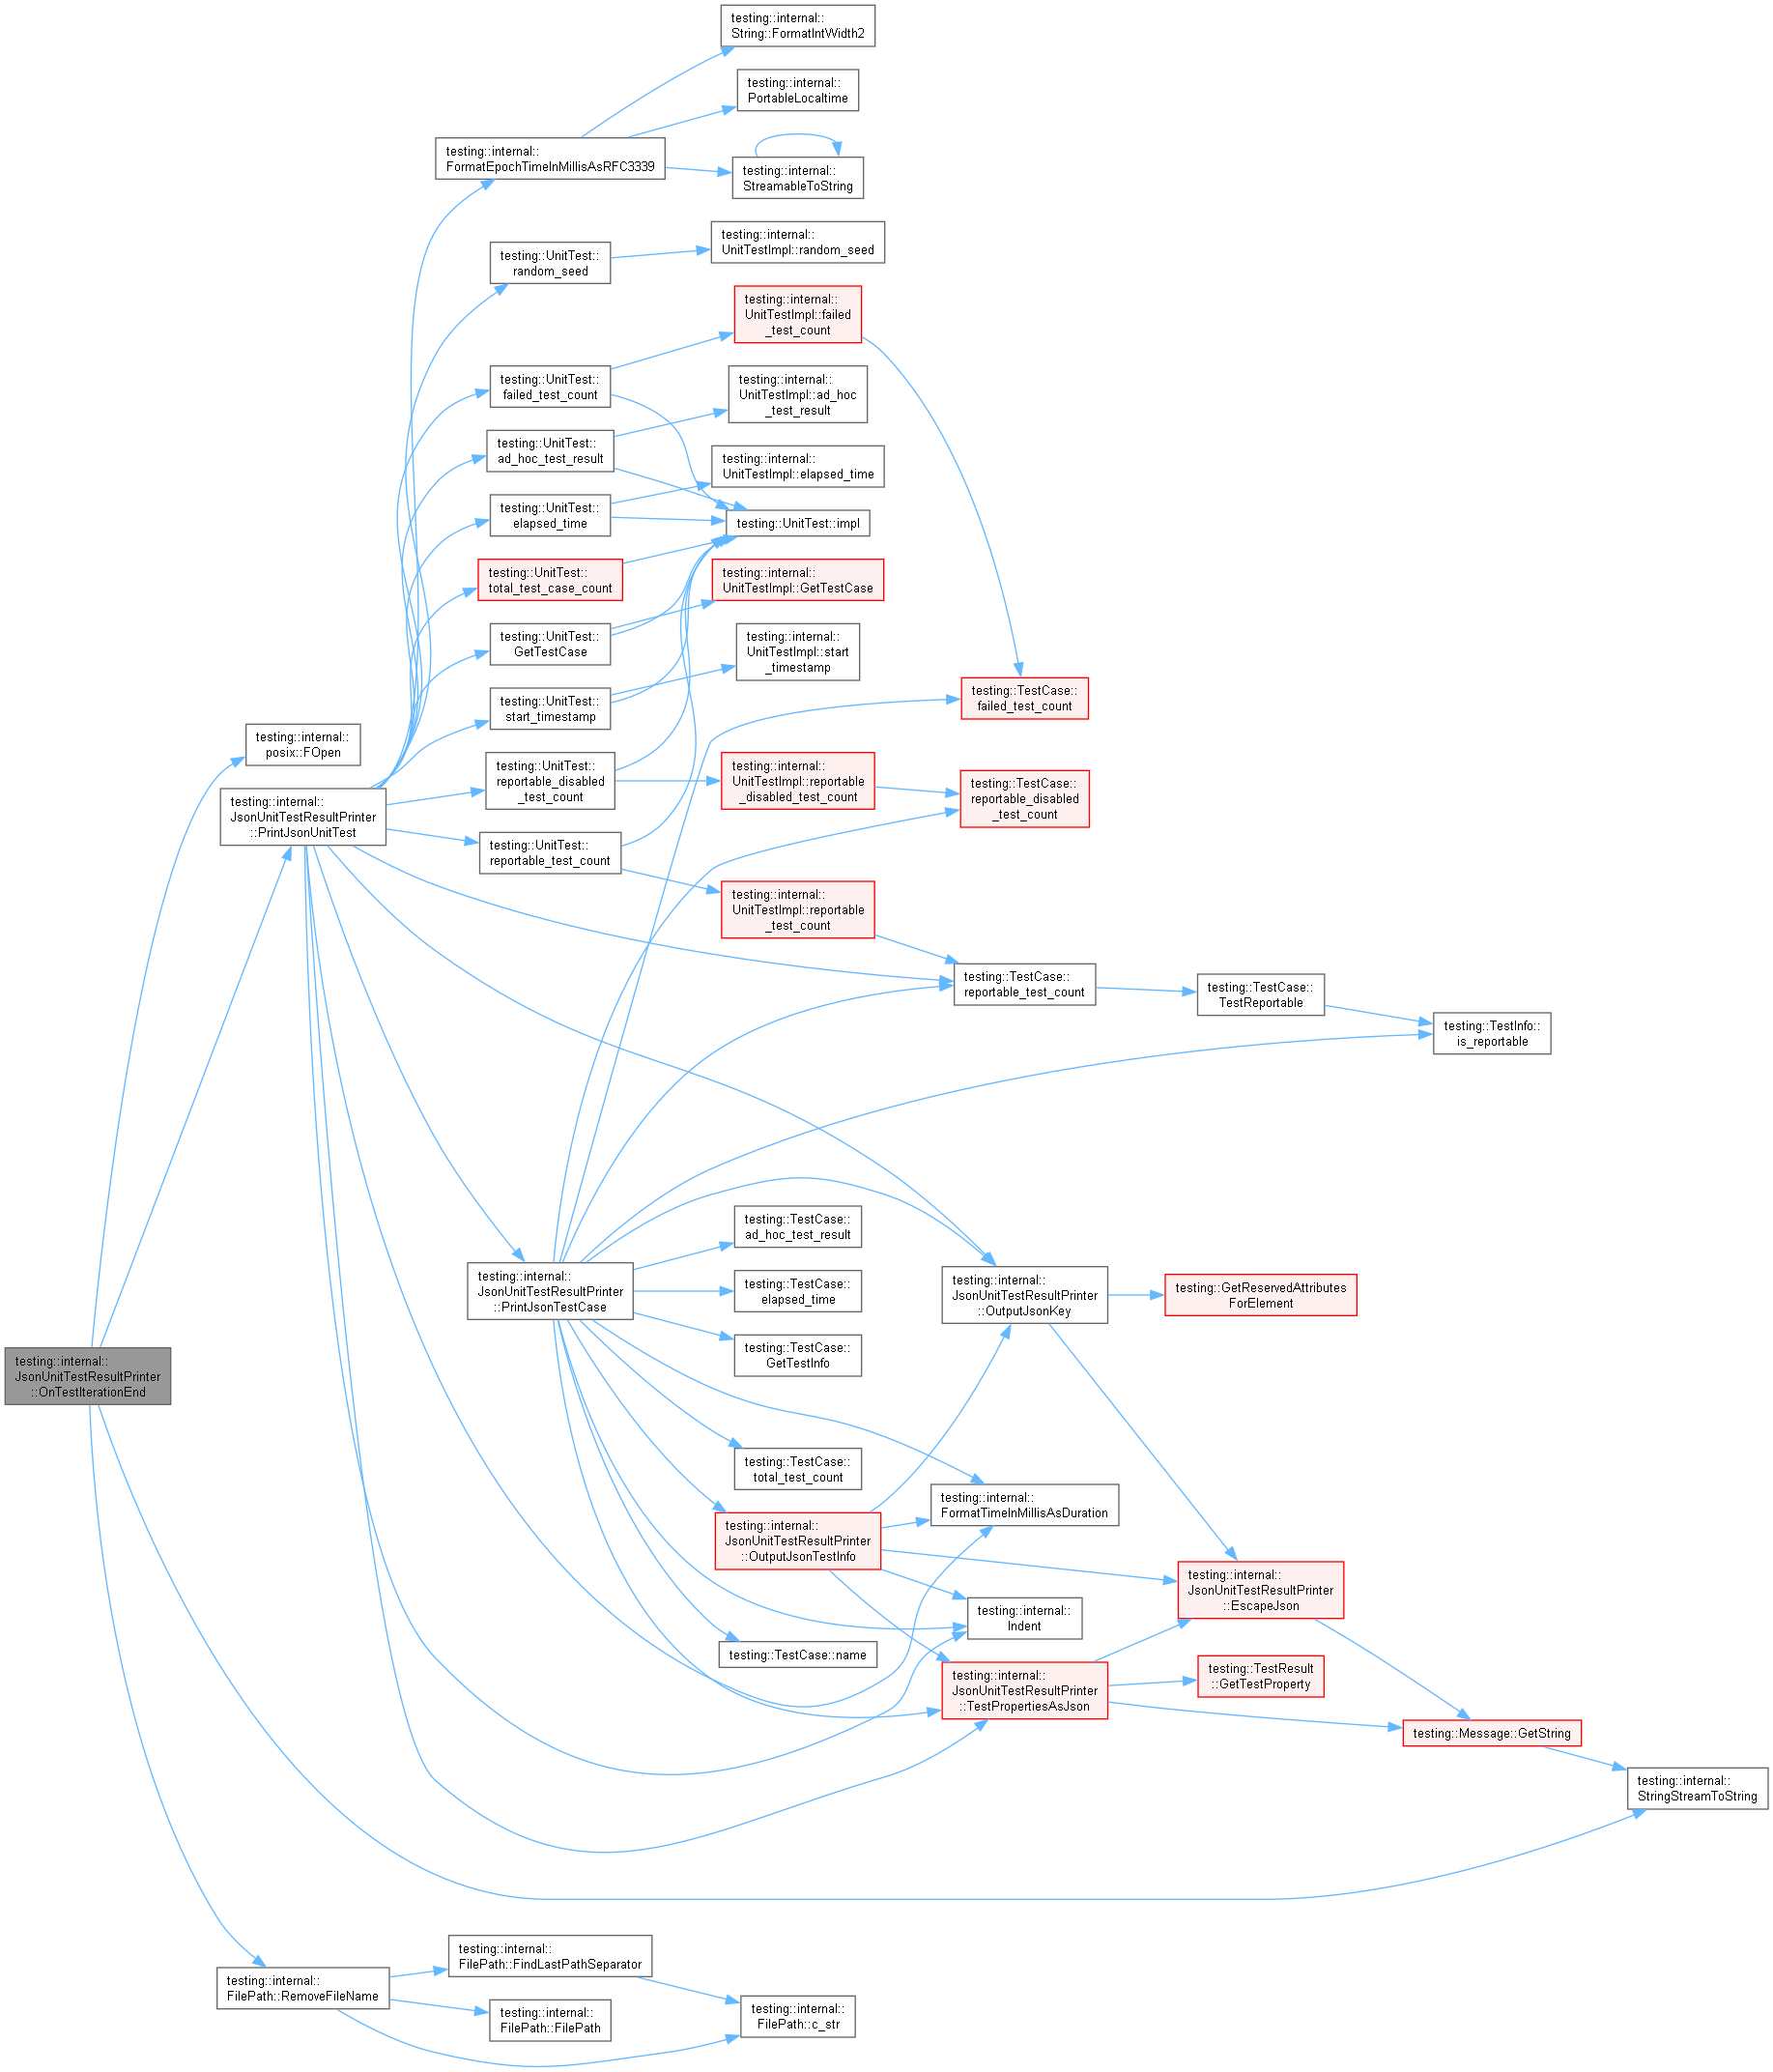 testing::internal::
String::FormatIntWidth2
testing::internal::
PortableLocaltime
testing::internal::
FormatEpochTimeInMillisAsRFC3339
testing::internal::
StreamableToString
testing::UnitTest::
random_seed
testing::internal::
UnitTestImpl::random_seed
testing::internal::
UnitTestImpl::failed
_test_count
testing::UnitTest::
failed_test_count
testing::internal::
UnitTestImpl::ad_hoc
_test_result
testing::UnitTest::
ad_hoc_test_result
testing::internal::
UnitTestImpl::elapsed_time
testing::UnitTest::
elapsed_time
testing::UnitTest::impl
testing::UnitTest::
total_test_case_count
testing::internal::
UnitTestImpl::GetTestCase
testing::UnitTest::
GetTestCase
testing::internal::
UnitTestImpl::start
_timestamp
testing::UnitTest::
start_timestamp
testing::TestCase::
failed_test_count
testing::internal::
posix::FOpen
testing::UnitTest::
reportable_disabled
_test_count
testing::internal::
UnitTestImpl::reportable
_disabled_test_count
testing::TestCase::
reportable_disabled
_test_count
testing::internal::
JsonUnitTestResultPrinter
::PrintJsonUnitTest
testing::UnitTest::
reportable_test_count
testing::internal::
UnitTestImpl::reportable
_test_count
testing::TestCase::
reportable_test_count
testing::TestCase::
TestReportable
testing::TestInfo::
is_reportable
testing::TestCase::
ad_hoc_test_result
testing::internal::
JsonUnitTestResultPrinter
::PrintJsonTestCase
testing::TestCase::
elapsed_time
testing::internal::
JsonUnitTestResultPrinter
::OutputJsonKey
testing::GetReservedAttributes
ForElement
testing::TestCase::
GetTestInfo
testing::internal::
JsonUnitTestResultPrinter
::OnTestIterationEnd
testing::TestCase::
total_test_count
testing::internal::
FormatTimeInMillisAsDuration
testing::internal::
JsonUnitTestResultPrinter
::OutputJsonTestInfo
testing::internal::
JsonUnitTestResultPrinter
::EscapeJson
testing::internal::
Indent
testing::TestCase::name
testing::internal::
JsonUnitTestResultPrinter
::TestPropertiesAsJson
testing::TestResult
::GetTestProperty
testing::Message::GetString
testing::internal::
StringStreamToString
testing::internal::
FilePath::FindLastPathSeparator
testing::internal::
FilePath::RemoveFileName
testing::internal::
FilePath::FilePath
testing::internal::
FilePath::c_str